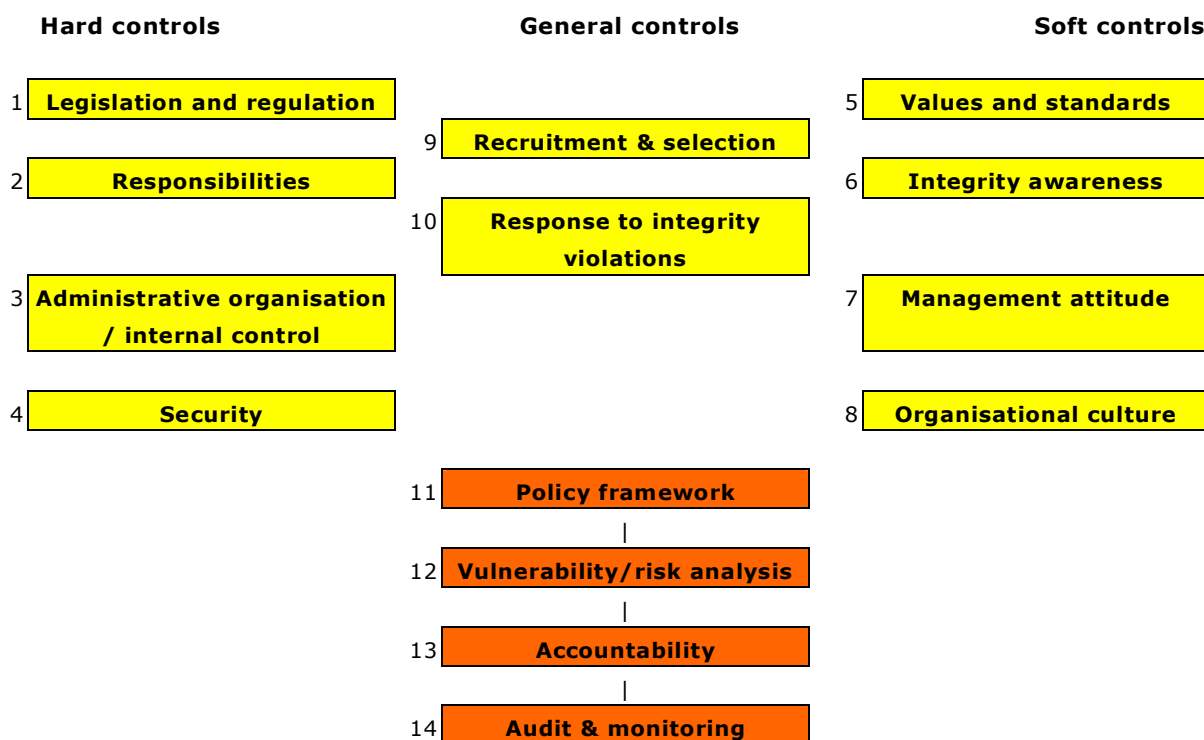 Hard controls General controls Soft controls
1 Legislation and regulation 5 Values and standards
9 Recruitment & selection
2 Responsibilities 6 Integrity awareness
10 Response to integrity
violations
3 Administrative organisation 7 Management attitude
/ internal control
4 Security 8 Organisational culture
11 Policy framework
|
12 Vulnerability/risk analysis
|
13 Accountability
|
14 Audit & monitoring